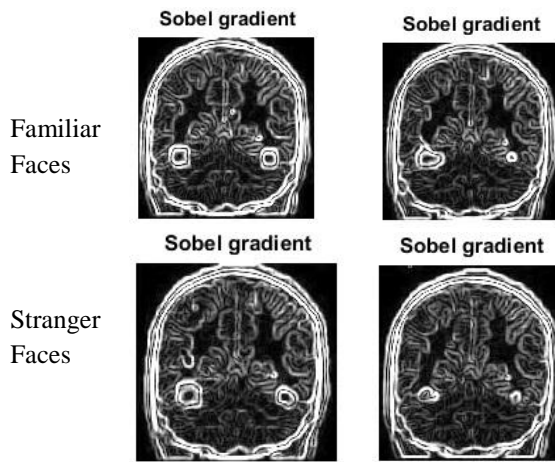 Sobel gradient
Sobel gradient
Familiar
Faces
Sobel gradient
Sobel gradient
Stranger
Faces